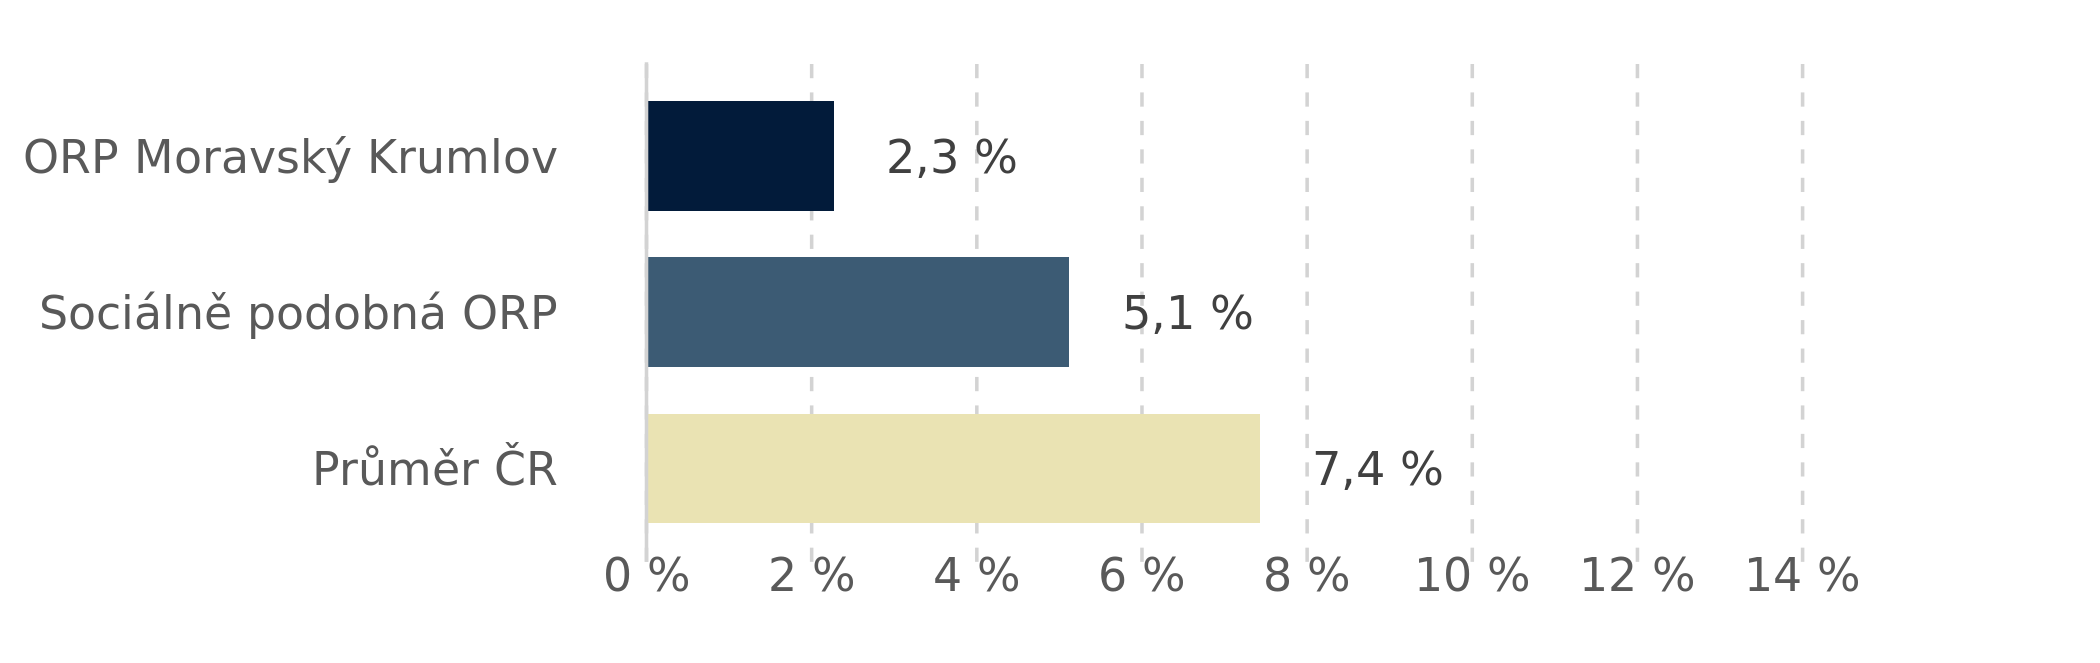 ORP Moravský Krumlov 2,3 %
Sociálně podobná ORP 5,1 %
Průměr ČR 7,4 %
0 % 2 % 4 % 6 % 8 % 10 % 12 % 14 %